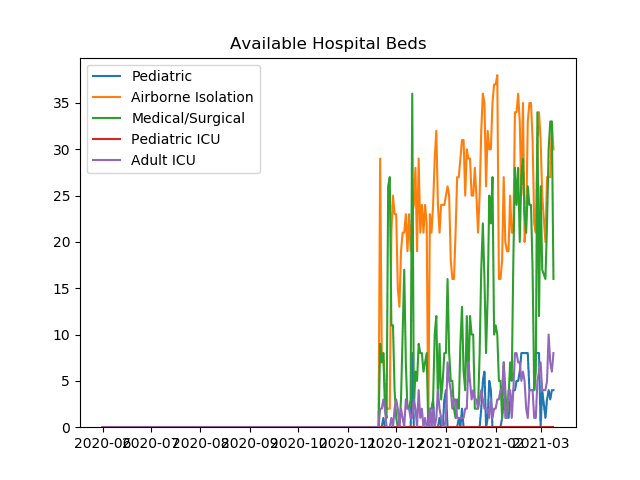 Available Hospital Beds
Pediatric
Airborne Isolation
Medical/Surgical
Pediatric ICU
Adult ICU
35
30
25
20
15
10
5
0
2020-06 2020-07 2020-08 2020-09 2020-10 2020-11 2020-12 2021-01 2021-02 2021-03